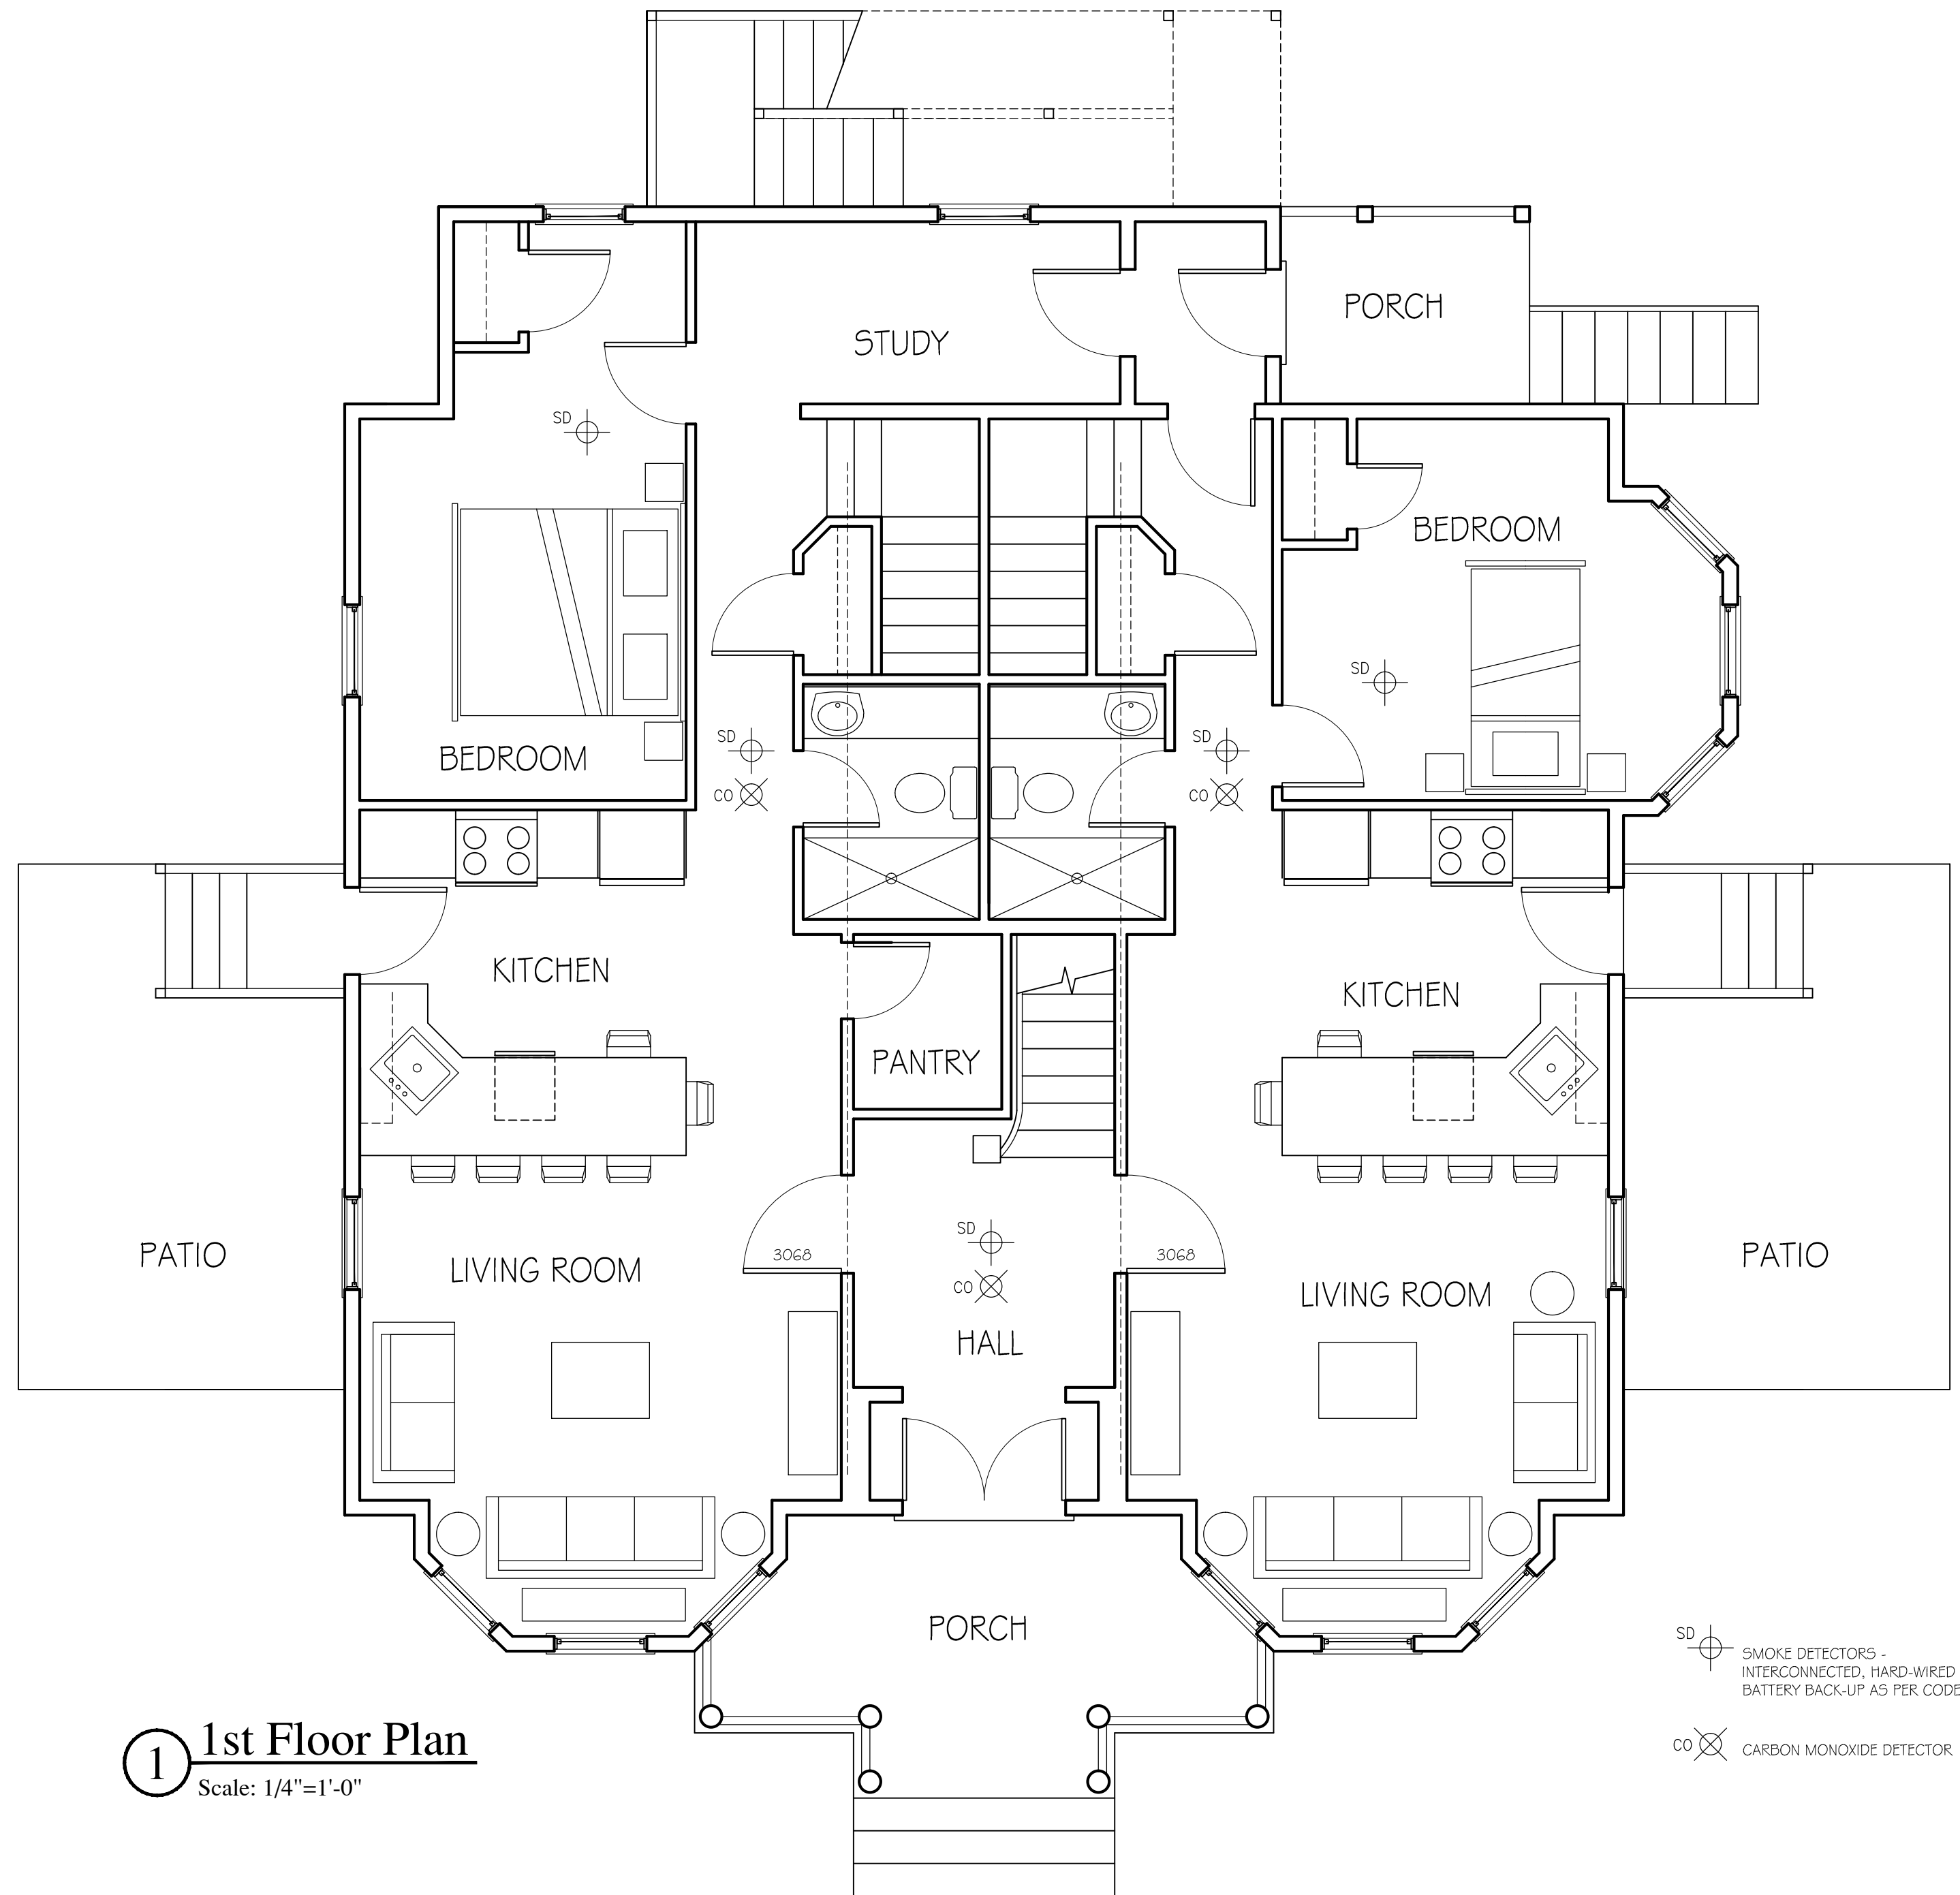 PORCH
STUDY
SD
BEDROOM
SD
SD
SD
BEDROOM
CO
CO
KITCHEN
KITCHEN
PANTRY
SD
PATIO
3068
3068
PATIO
LIVING ROOM
CO
LIVING ROOM
HALL
PORCH
SD
SMOKE DETECTORS -
INTERCONNECTED, HARD-WIRED
BATTERY BACK-UP AS PER CODE
CO
CARBON MONOXIDE DETECTOR
1
1st Floor Plan
Scale: 1/4"=1'-0"